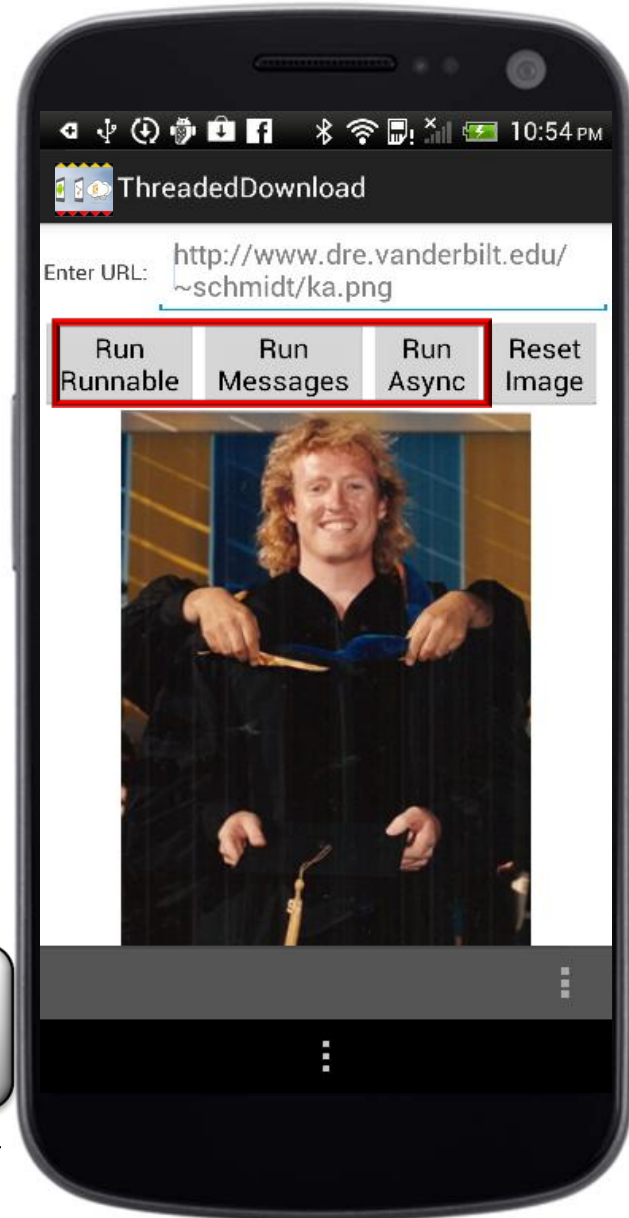 10:54 PM
ThreadedDownload
Enter URL:
http://www.dre.vanderbilt.edu/
~schmidt/ka.png
Run Runnable
Run Messages
Run Async
Reset Image